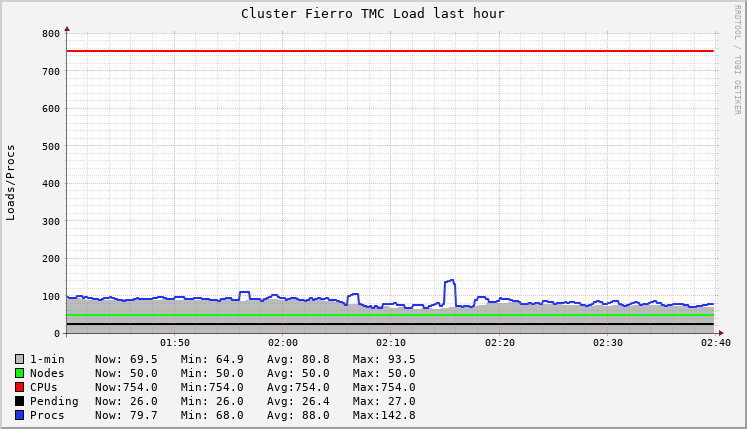 Cluster Fierro TMC Load last hour
RRDTOOL / TOBI OETIKER
Loads/Procs
800
700
600
500
400
300
200
100
0
01:50 02:00 02:10 02:20 02:30 02:40
1-min Now: 69.5 Min: 64.9 Avg: 80.8 Max: 93.5
Nodes Now: 50.0 Min: 50.0 Avg: 50.0 Max: 50.0
CPUs Now:754.0 Min:754.0 Avg:754.0 Max:754.0
Pending Now: 26.0 Min: 26.0 Avg: 26.4 Max: 27.0
Procs Now: 79.7 Min: 68.0 Avg: 88.0 Max:142.8